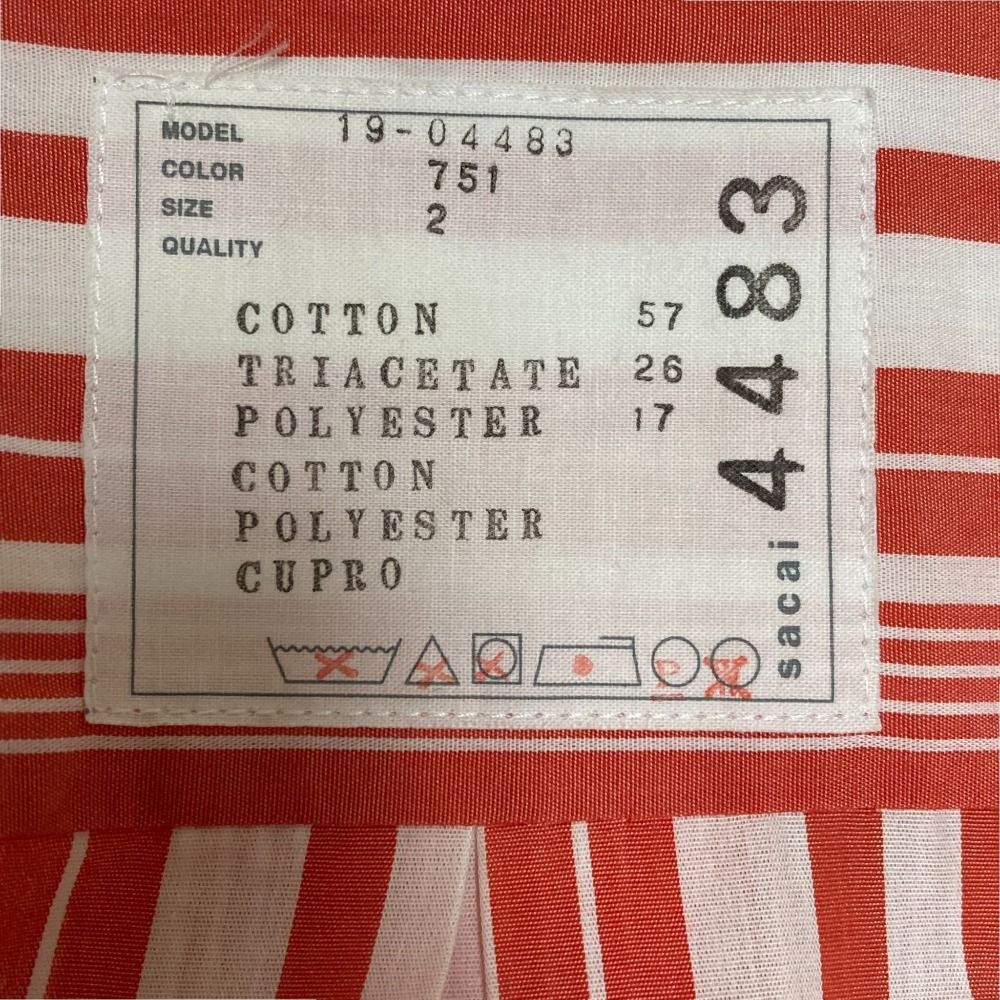 MODEL 19-04483
COLOR 751
SIZE 2
QUALITY
COTTON 57
TRIACETATE 26
POLYESTER 17
COTTON
POLYESTER
CUPRO
sacai 4483